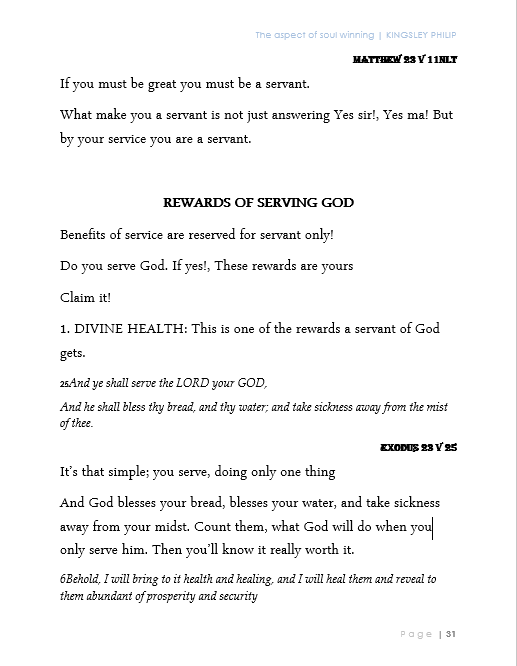 The aspect of soul winning | KINGSLEY PHILIP
MATTHEW 23 V 11NLT
If you must be great you must be a servant.
What make you a servant is not just answering Yes sir!, Yes ma! But
by your service you are a servant.
REWARDS OF SERVING GOD
Benefits of service are reserved for servant only!
Do you serve God. If yes!, These rewards are yours
Claim it!
1. DIVINE HEALTH: This is one of the rewards a servant of God
gets.
25And ye shall serve the LORD your GOD,
And he shall bless thy bread, and thy water; and take sickness away from the mist
of thee.
EXODUS 23 V 25
It's that simple; you serve, doing only one thing
And God blesses your bread, blesses your water, and take sickness
away from your midst. Count them, what God will do when you
only serve him. Then you'll know it really worth it.
6Behold, I will bring to it health and healing, and I will heal them and reveal to
them abundant of prosperity and security
Page | 31